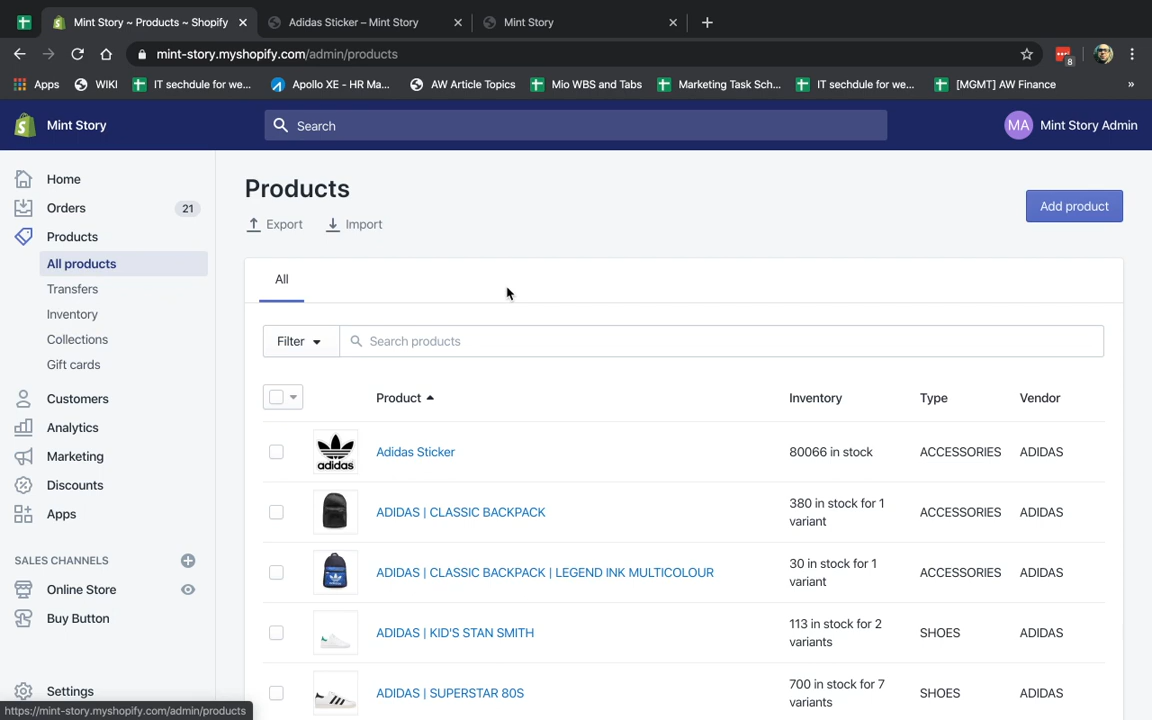 Mint Story ~ Products ~ Shopify
Adidas Sticker – Mint Story
Mint Story
mint-story.myshopify.com/admin/products
8
Apps
WIKI
IT sechdule for we...
Apollo XE - HR Ma...
AW Article Topics
Mio WBS and Tabs
Marketing Task Sch...
IT sechdule for we...
[MGMT] AW Finance
»
Mint Story
Search
MA
Mint Story Admin
Home
Orders
21
Products
All products
Transfers
Inventory
Collections
Gift cards
Customers
Analytics
Marketing
Discounts
Apps
SALES CHANNELS
Online Store
Buy Button
Settings
https://mint-story.myshopify.com/admin/products
Products
Export
Import
Add product
All
Filter
Search products
Product
Inventory
Type
Vendor
adidas
Adidas Sticker
80066 in stock
ACCESSORIES
ADIDAS
ADIDAS | CLASSIC BACKPACK
380 in stock for 1
variant
ACCESSORIES
ADIDAS
ADIDAS | CLASSIC BACKPACK | LEGEND INK MULTICOLOUR
30 in stock for 1
variant
ACCESSORIES
ADIDAS
ADIDAS | KID'S STAN SMITH
113 in stock for 2
variants
SHOES
ADIDAS
ADIDAS | SUPERSTAR 80S
700 in stock for 7
variants
SHOES
ADIDAS